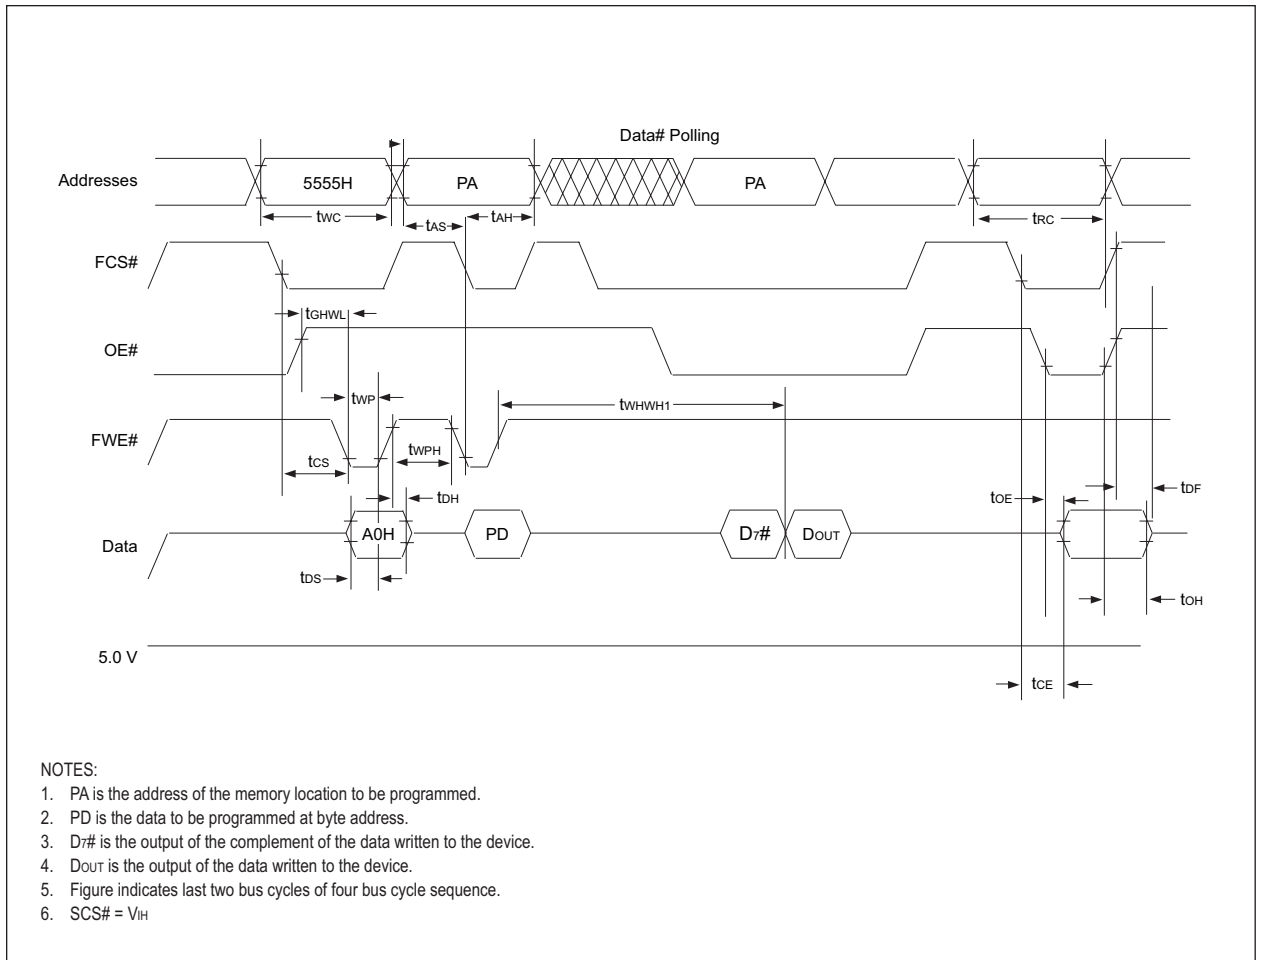 Data# Polling
Addresses
5555H
PA
PA
tWC
tAS
tAH
tRC
FCS#
tGHWL
OE#
tWP
tWHWH1
FWE#
tCS
tWPH
tDH
tOE
tDF
Data
A0H
PD
D7#
DOUT
tDS
tOH
5.0 V
tCE
NOTES:
1. PA is the address of the memory location to be programmed.
2. PD is the data to be programmed at byte address.
3. D7# is the output of the complement of the data written to the device.
4. DOUT is the output of the data written to the device.
5. Figure indicates last two bus cycles of four bus cycle sequence.
6. SCS# = VIH